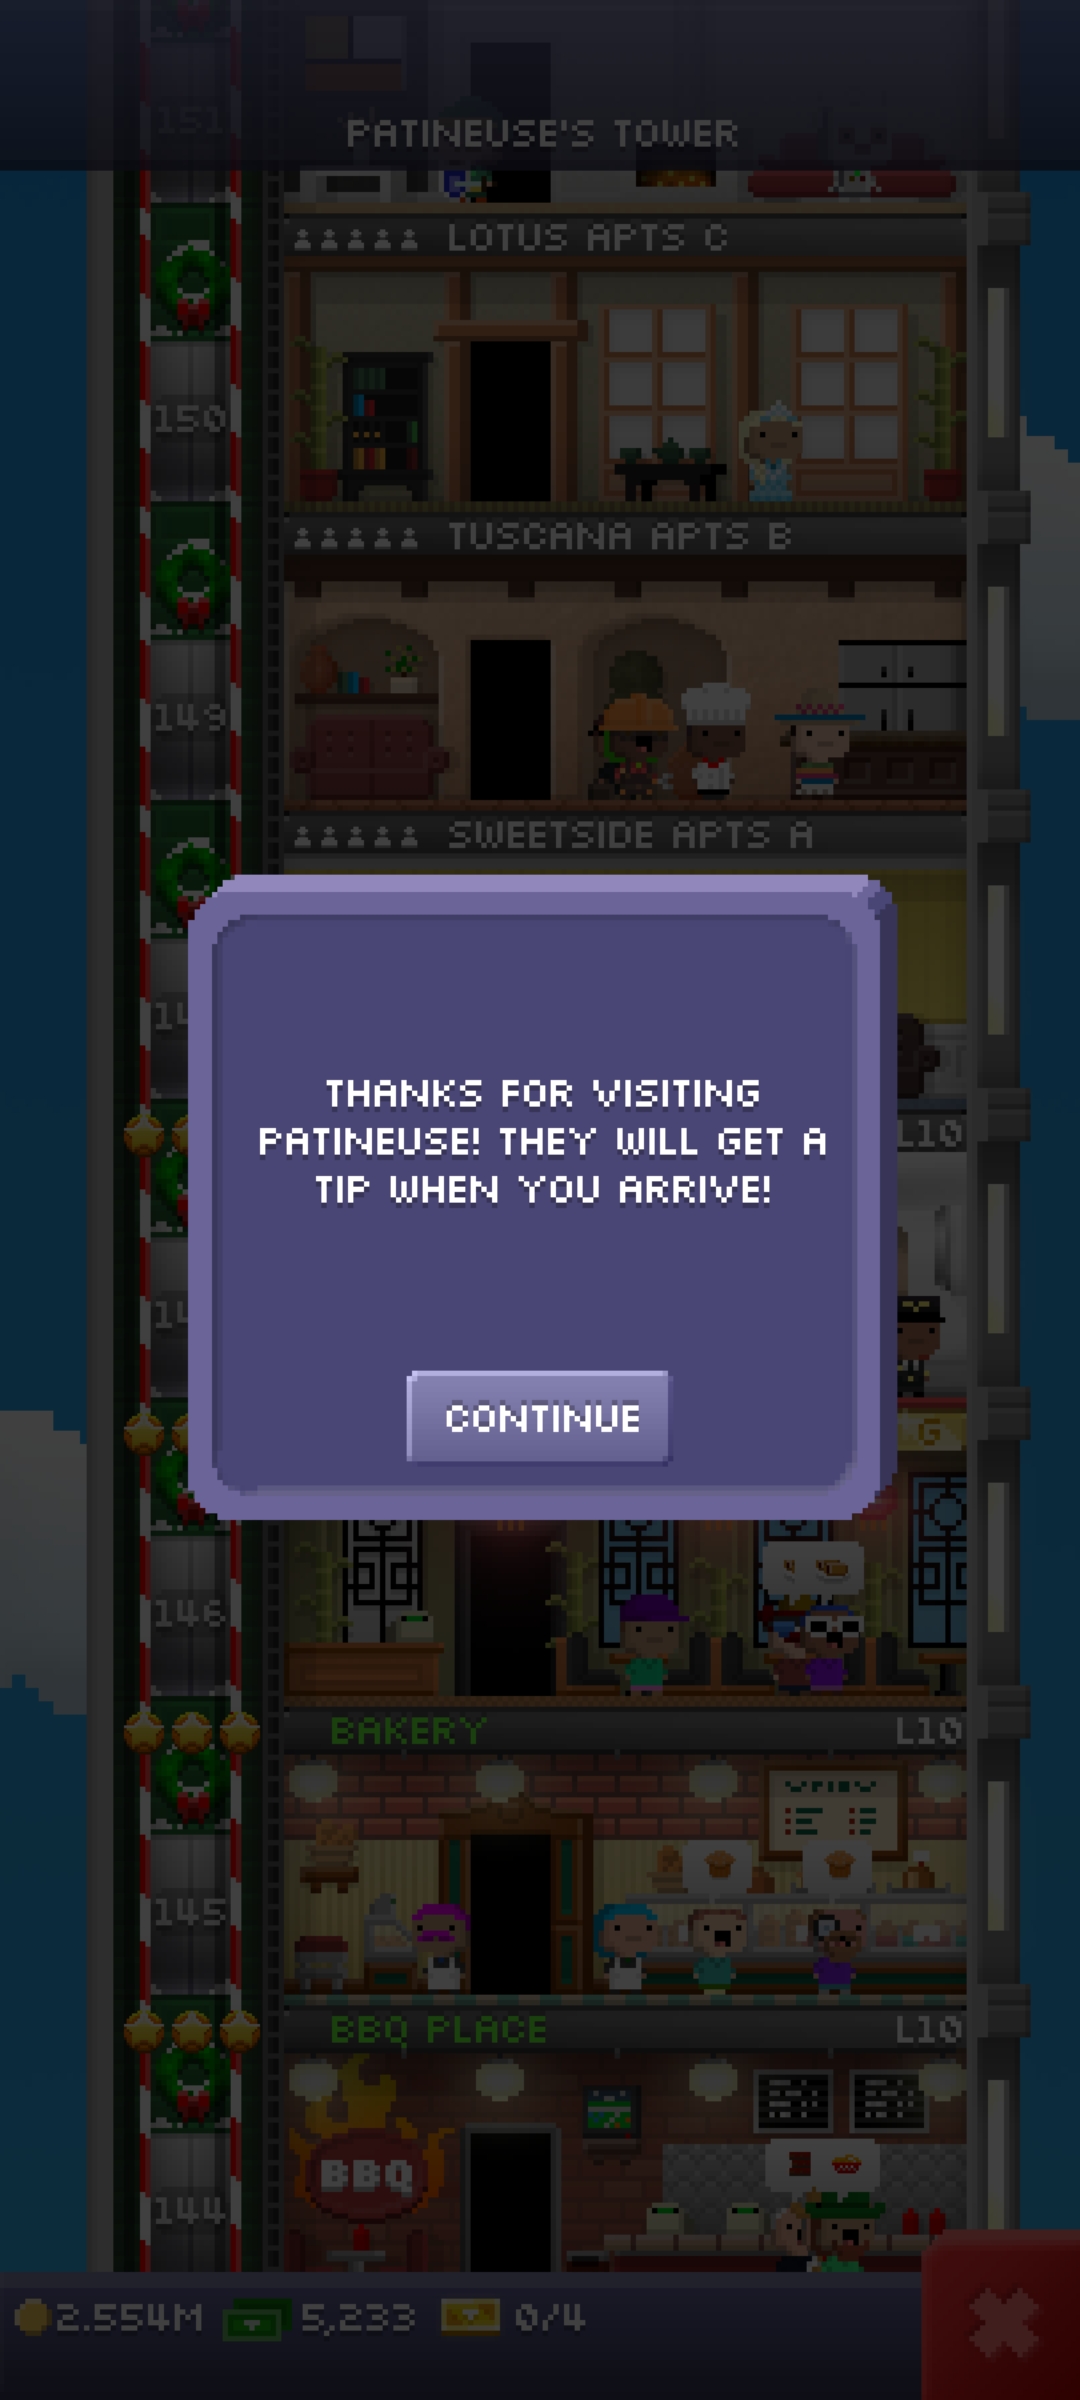 151
PATINEUSE'S TOWER
LOTUS APTS C
150
TUSCANA APTS B
149
SWEETSIDE APTS A
14
L10
14
G
THANKS FOR VISITING
PATINEUSE! THEY WILL GET A
TIP WHEN YOU ARRIVE!
CONTINUE
146
BAKERY
L10
145
BBQ PLACE
L10
BBQ
144
2.554M
5,233
0/4